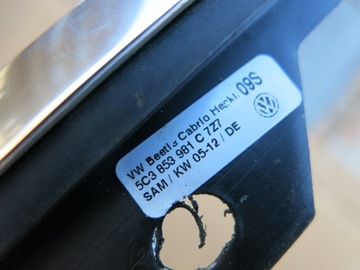 VW Beetle Cabrio Heckl. 09S
5C3 853 981 C 7Z7
SAM / KW 05-12 / DE